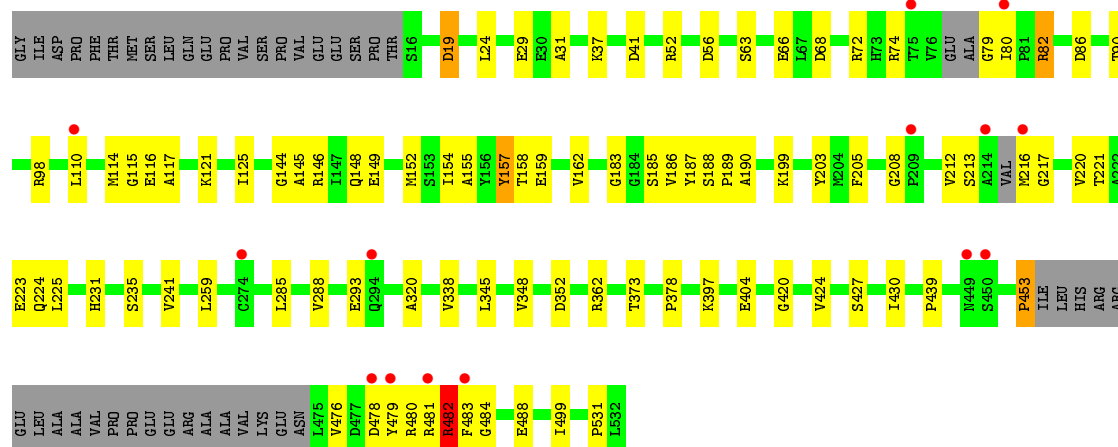 GLY ILE ASP PRO PHE THR MET SER LEU GLN GLU PRO VAL SER PRO VAL GLU GLU SER PRO THR S16 D19 L24 E29 E30 A31 K37 D41 R52 D56 S63 E66 L67 D68 R72 H73 R74 T75 V76 GLU ALA G79 I80 P81 R82 D86
R98 L110 M114 G115 E116 A117 K121 I125 G144 A145 R146 I147 Q148 E149 M152 S153 I154 A155 Y156 Y157 T158 E159 V162 G183 G184 S185 V186 Y187 S188 P189 A190 K199 Y203 M204 F205 G208 P209 V212 S213 A214 VAL M216 G217 V220 T221
E223 Q224 L225 H231 S235 V241 L259 C274 L285 V288 E293 Q294 A320 V338 L345 V348 D352 R362 T373 P378 K397 E404 G420 V424 S427 I430 P439 N449 S450 P453 ILE LEU HIS ARG
GLU LEU ALA ALA VAL PRO PRO GLU GLU ARG ALA ALA VAL LYS GLU ASN L475 V476 D477 D478 Y479 R480 R481 R482 F483 G484 E488 I499 P531 L532